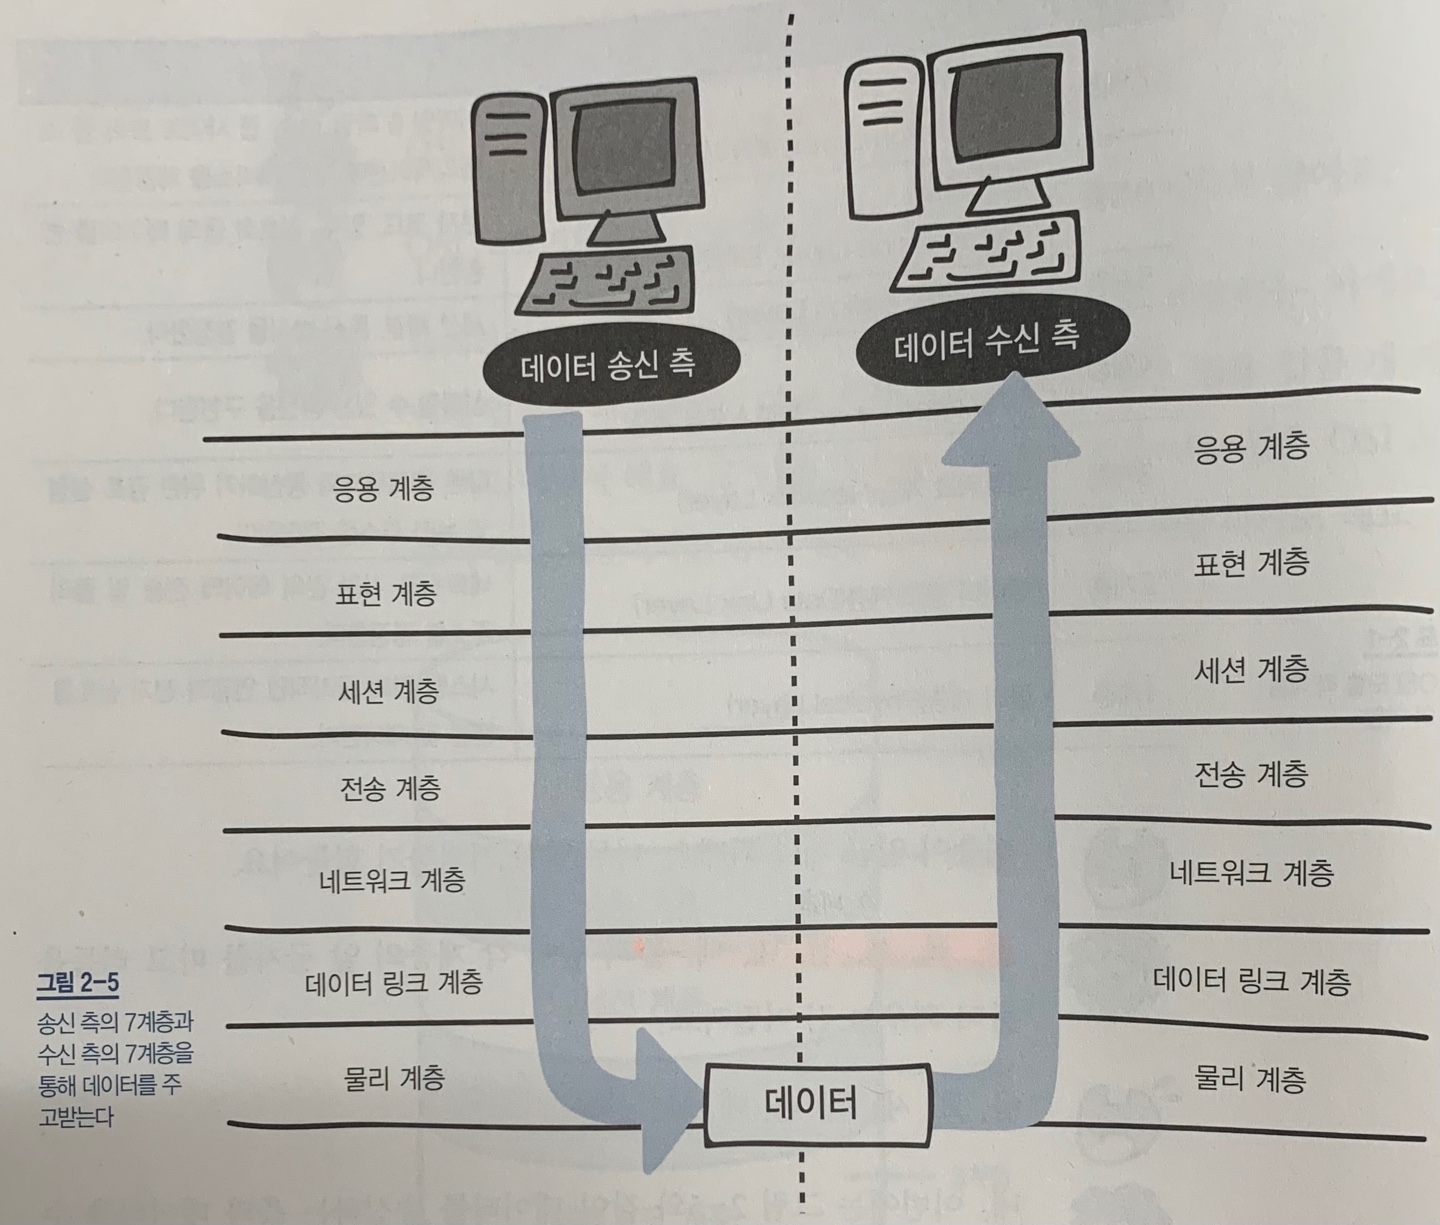 데이터 송신 측
데이터 수신 측
응용 계층
표현 계층
세션 계층
전송 계층
네트워크 계층
데이터 링크 계층
물리 계층
응용 계층
표현 계층
세션 계층
전송 계층
네트워크 계층
데이터 링크 계층
물리 계층
데이터
그림 2-5
송신 측의 7계층과
수신 측의 7계층을
통해 데이터를 주
고받는다